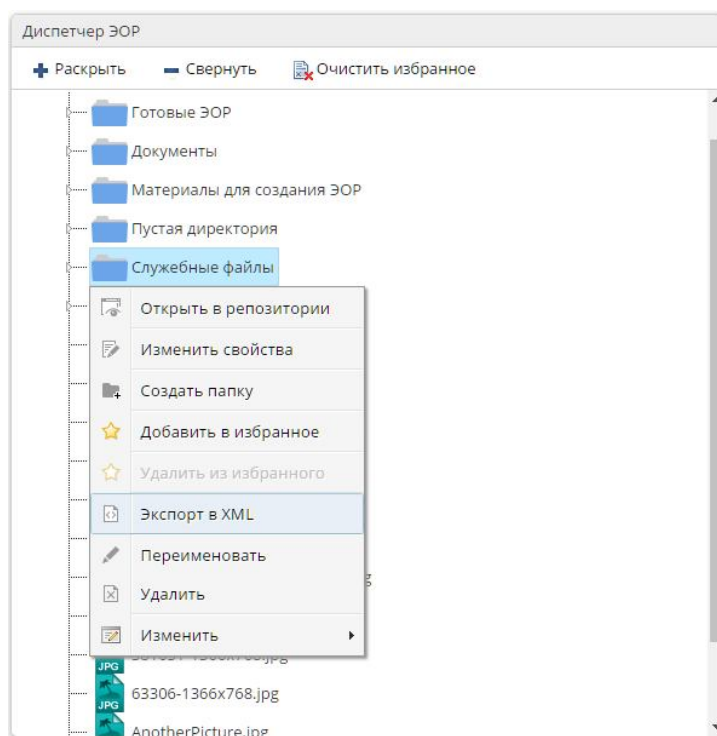 Диспетчер ЭОР
Раскрыть Свернуть Очистить избранное
Готовые ЭОР
Документы
Материалы для создания ЭОР
Пустая директория
Служебные файлы
Открыть в репозитории
Изменить свойства
Создать папку
Добавить в избранное
Удалить из избранного
Экспорт в XML
Переименовать
Удалить
Изменить
JPG
63306-1366x768.jpg
JPG
AnotherPicture.jpg